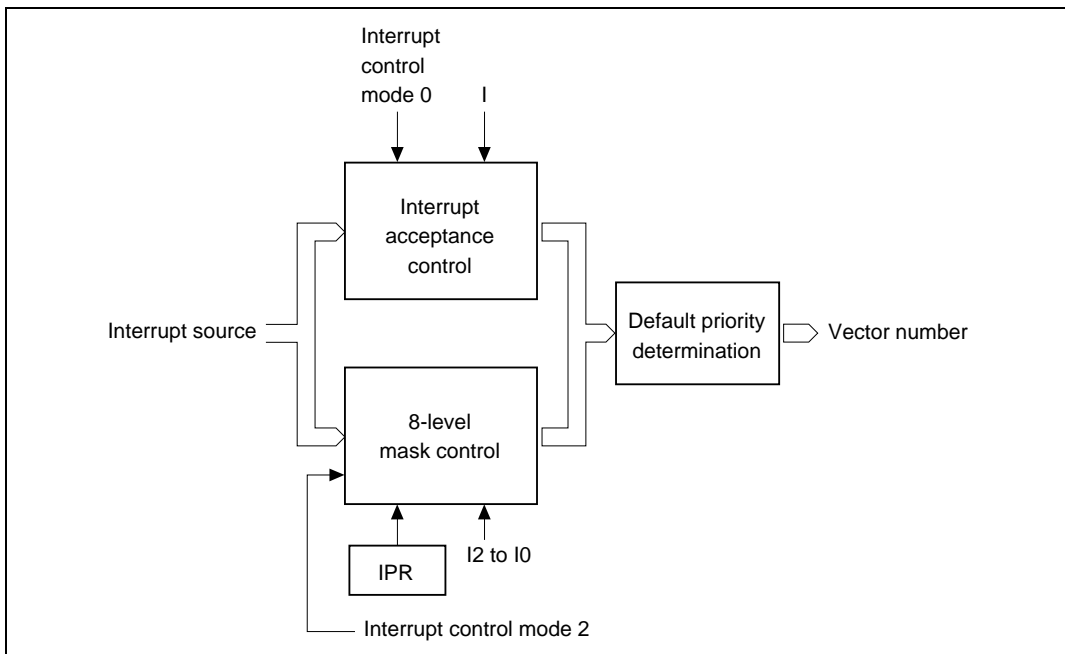 Interrupt
control
mode 0
I
Interrupt
acceptance
control
Interrupt source
Default priority
determination
Vector number
8-level
mask control
I2 to I0
IPR
Interrupt control mode 2